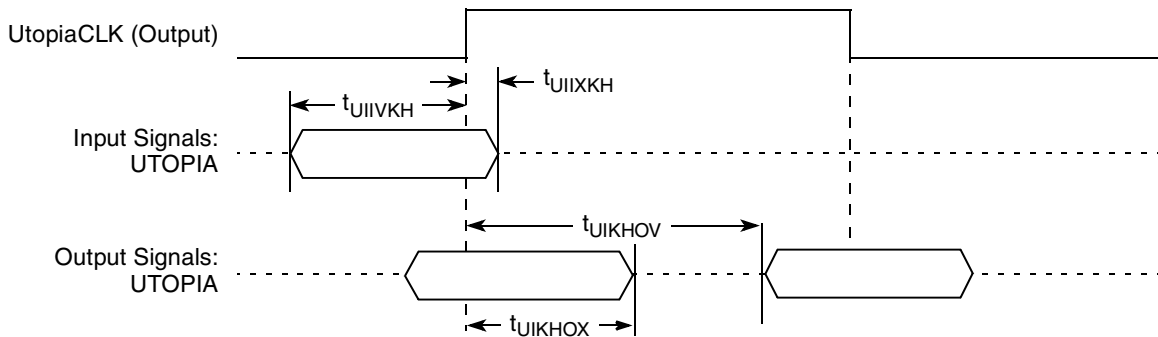 UtopiaCLK (Output)
tUIIXKH
tUIIVKH
Input Signals:
UTOPIA
tUIKHOV
Output Signals:
UTOPIA
tUIKHOX